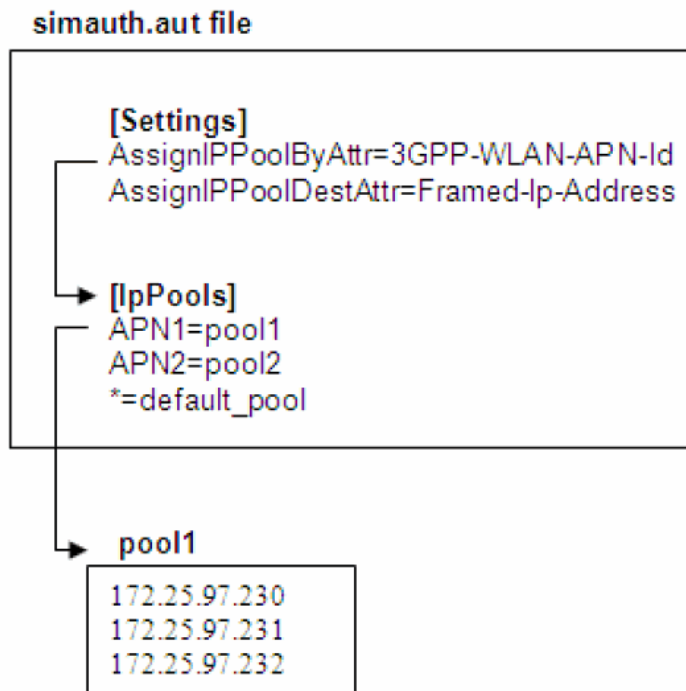 simauth.aut file
[Settings]
AssignIPPoolByAttr=3GPP-WLAN-APN-Id
AssignIPPoolDestAttr=Framed-Ip-Address
[IpPools]
APN1=pool1
APN2=pool2
*=default_pool
pool1
172.25.97.230
172.25.97.231
172.25.97.232